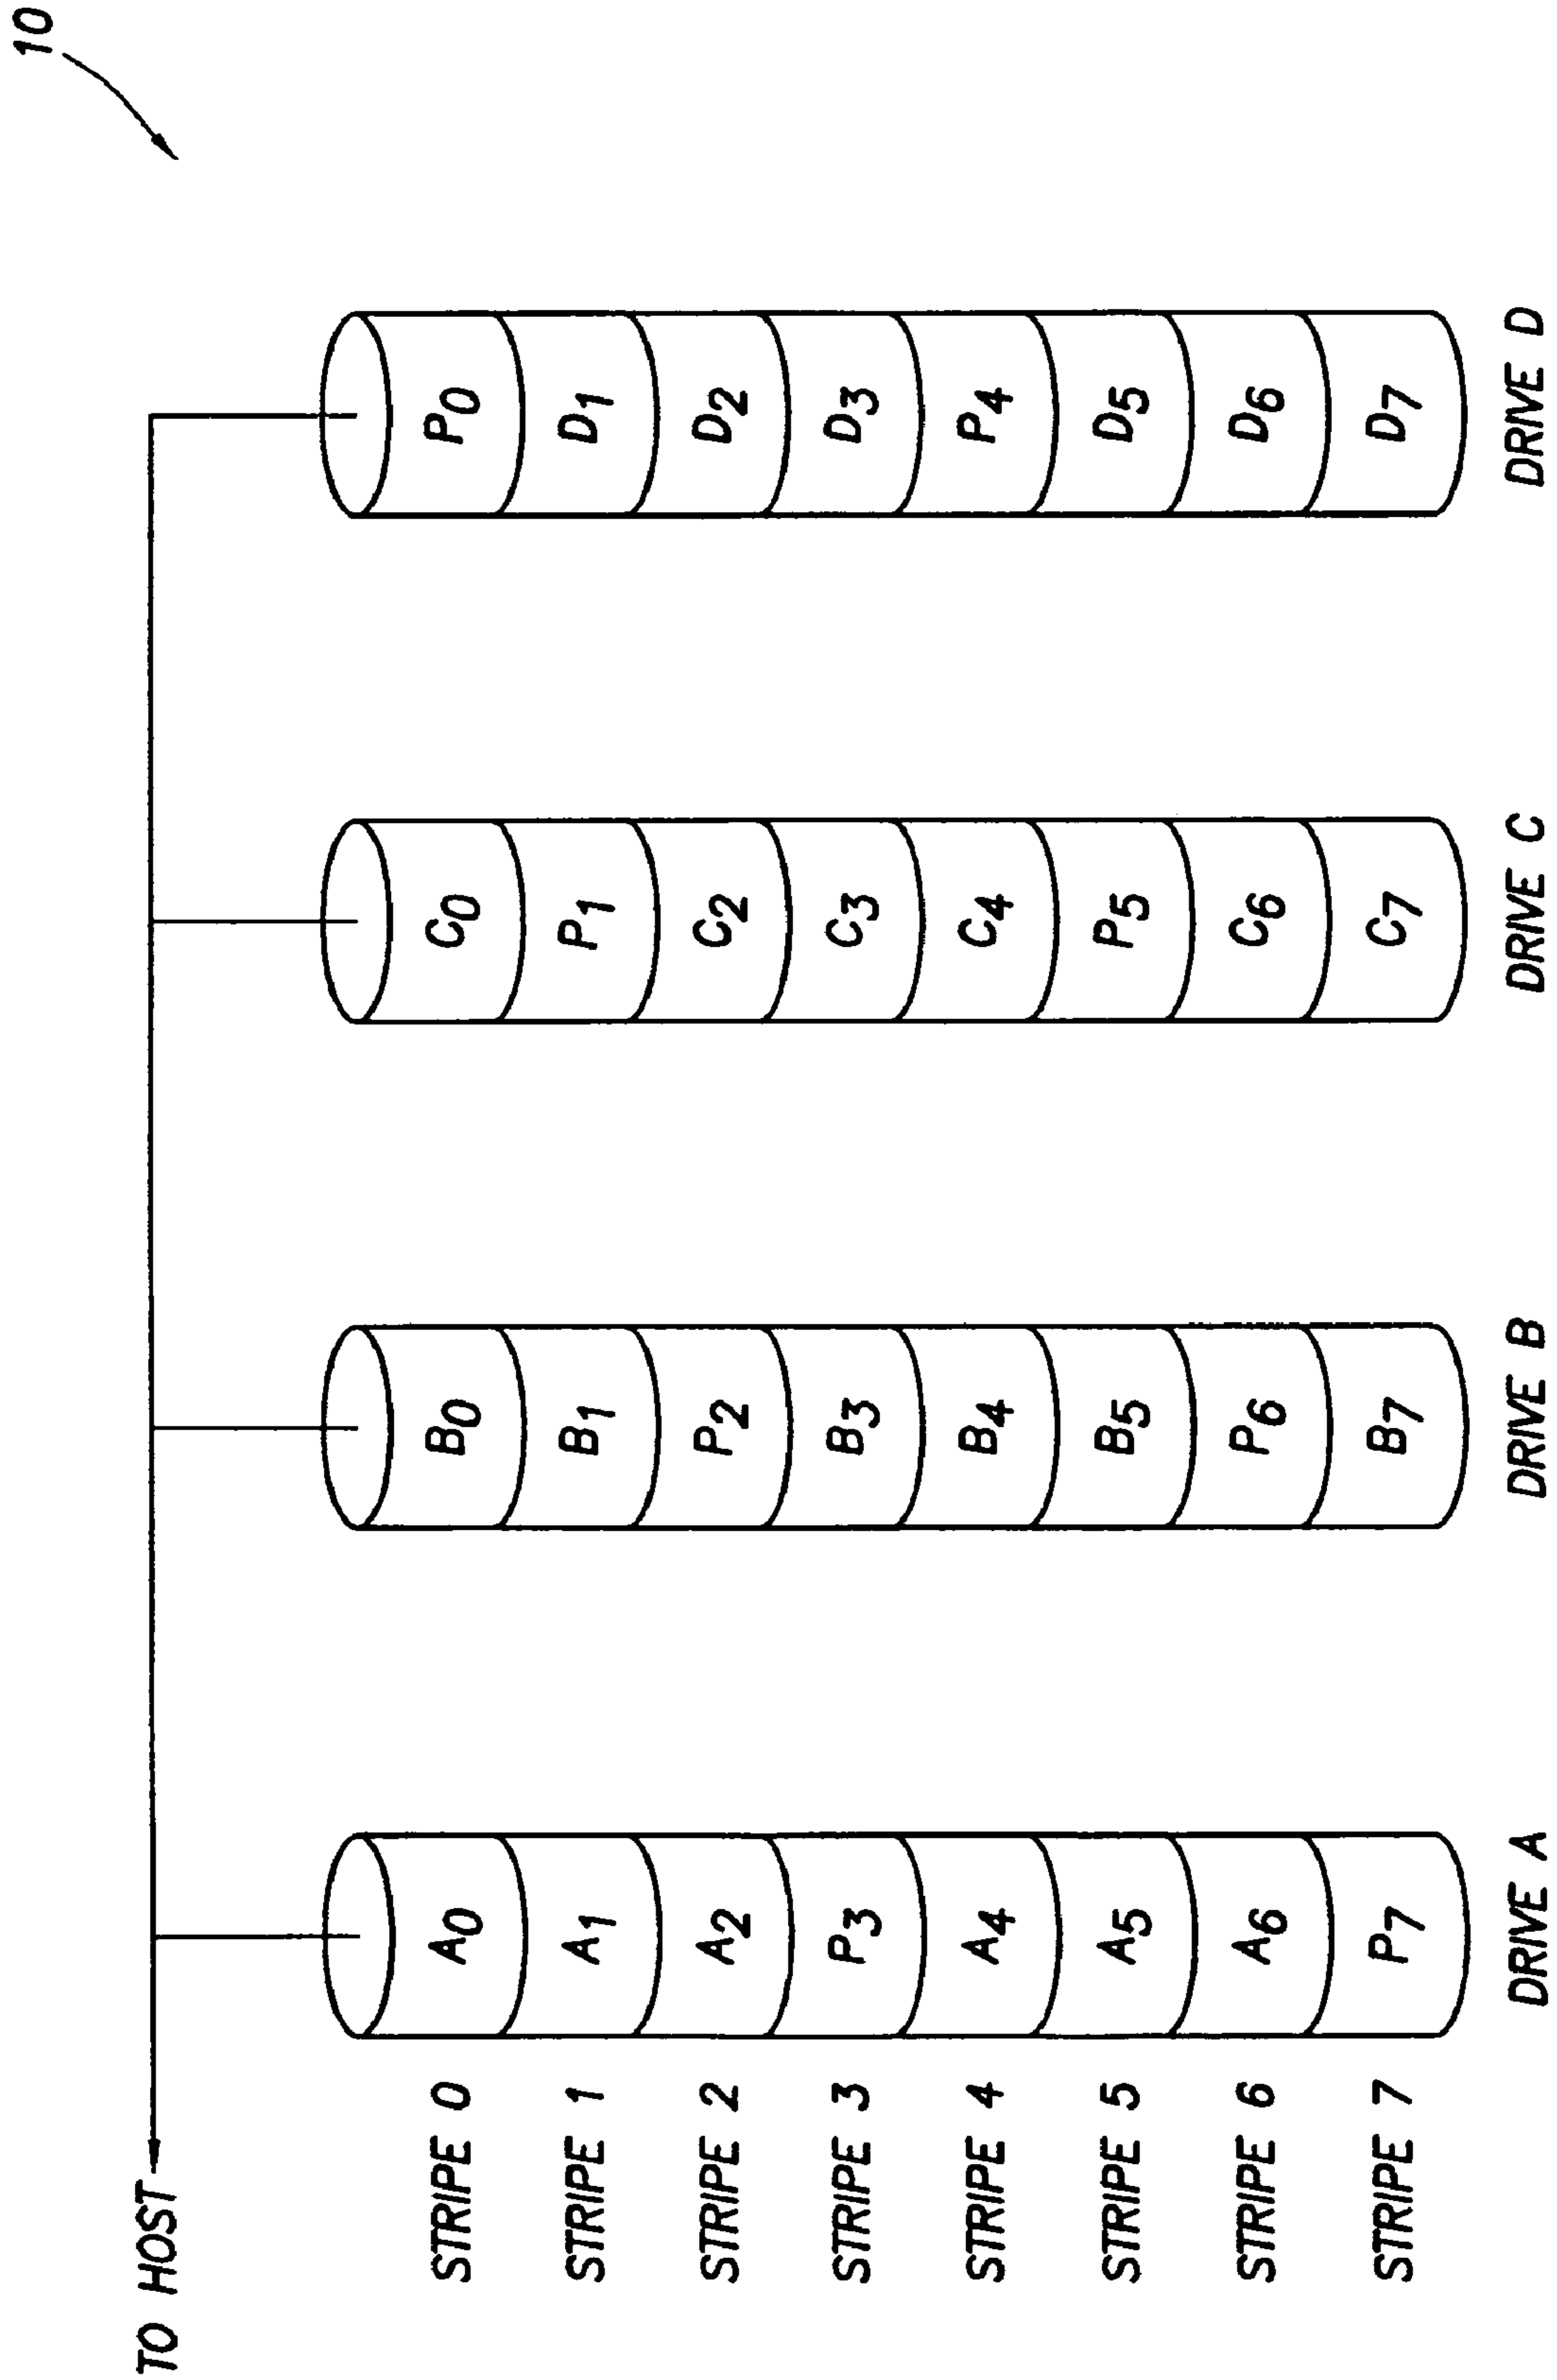 10
TO HOST
STRIPE 0 A0 B0 C0 P0
STRIPE 1 A1 B1 P1 D1
STRIPE 2 A2 P2 C2 D2
STRIPE 3 P3 B3 C3 D3
STRIPE 4 A4 B4 C4 P4
STRIPE 5 A5 B5 P5 D5
STRIPE 6 A6 P6 C6 D6
STRIPE 7 P7 B7 C7 D7
DRIVE A DRIVE B DRIVE C DRIVE D